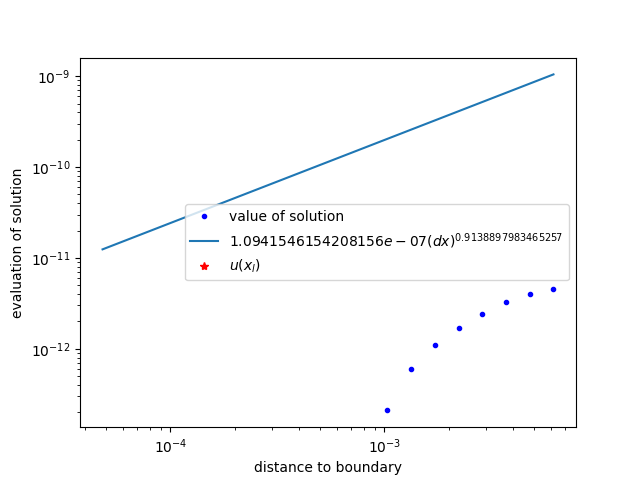 10⁻⁹
10⁻¹⁰
10⁻¹¹
10⁻¹²
evaluation of solution
value of solution
1.0941546154208156e − 07(dx)^0.9138897983465257
u(x_l)
10⁻⁴
10⁻³
distance to boundary